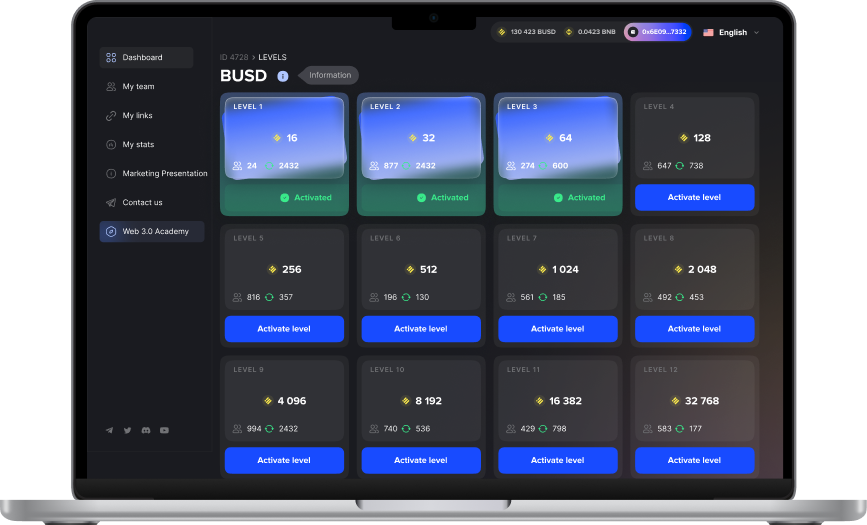 130 423 BUSD 0.0423 BNB 0x6E09...7332 English
Dashboard
My team
My links
My stats
Marketing Presentation
Contact us
Web 3.0 Academy
ID 4728 > LEVELS
BUSD Information
LEVEL 1
16
24 2432
Activated
LEVEL 2
32
877 2432
Activated
LEVEL 3
64
274 600
Activated
LEVEL 4
128
647 738
Activate level
LEVEL 5
256
816 357
Activate level
LEVEL 6
512
196 130
Activate level
LEVEL 7
1 024
561 185
Activate level
LEVEL 8
2 048
492 453
Activate level
LEVEL 9
4 096
994 2432
Activate level
LEVEL 10
8 192
740 536
Activate level
LEVEL 11
16 382
429 798
Activate level
LEVEL 12
32 768
583 177
Activate level